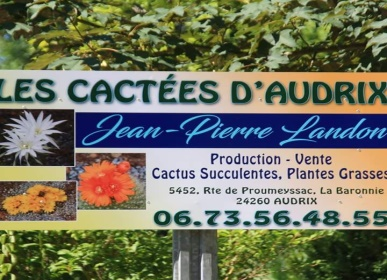 LES CACTÉES D'AUDRIX
Jean-Pierre Landon
Production - Vente
Cactus Succulentes, Plantes Grasses
5452, Rte de Proumeyssac, La Baronnie
24260 AUDRIX
06.73.56.48.55